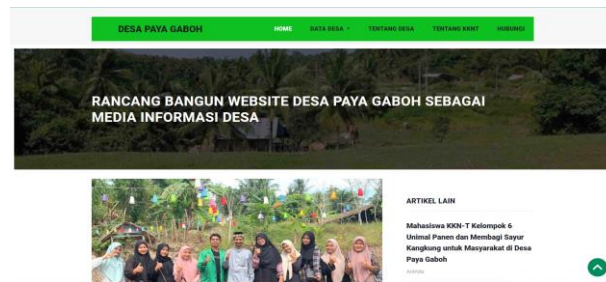 DESA PAYA GABOH
HOME DATA DESA TENTANG DESA TENTANG KKNT HUBUNGI
RANCANG BANGUN WEBSITE DESA PAYA GABOH SEBAGAI
MEDIA INFORMASI DESA
ARTIKEL LAIN
Mahasiswa KKN-T Kelompok 6
Unimal Panen dan Membagi Sayur
Kangkung untuk Masyarakat di Desa
Paya Gaboh